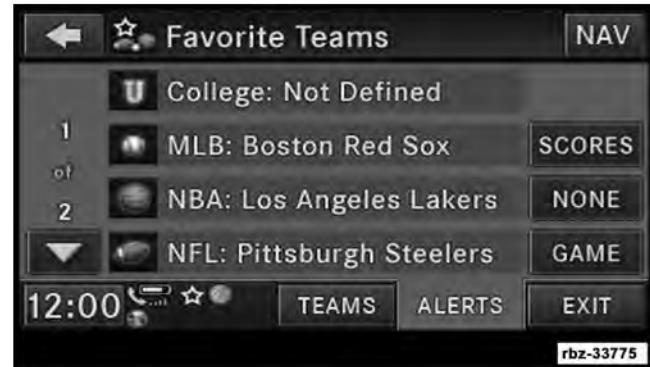 Favorite Teams NAV
U College: Not Defined
1
of
2
MLB: Boston Red Sox SCORES
NBA: Los Angeles Lakers NONE
NFL: Pittsburgh Steelers GAME
12:00 TEAMS ALERTS EXIT
rbz-33775